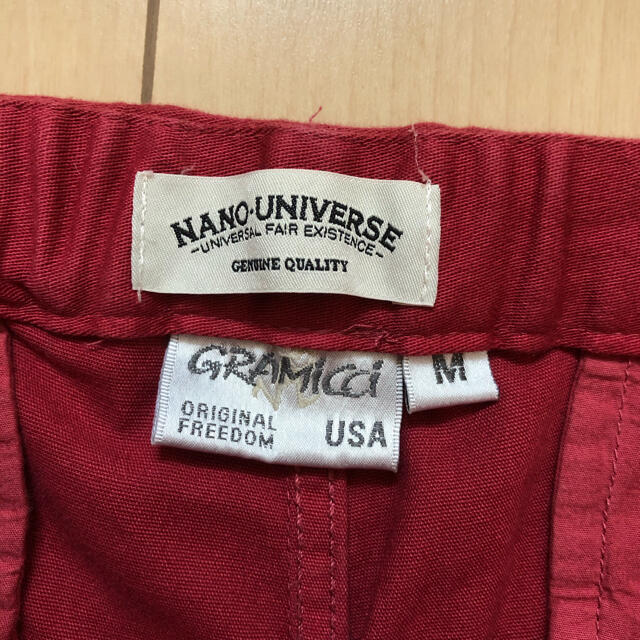 NANO·UNIVERSE
-UNIVERSAL FAIR EXISTENCE-
GENUINE QUALITY
GRAMicci
M
ORIGINAL
FREEDOM
USA